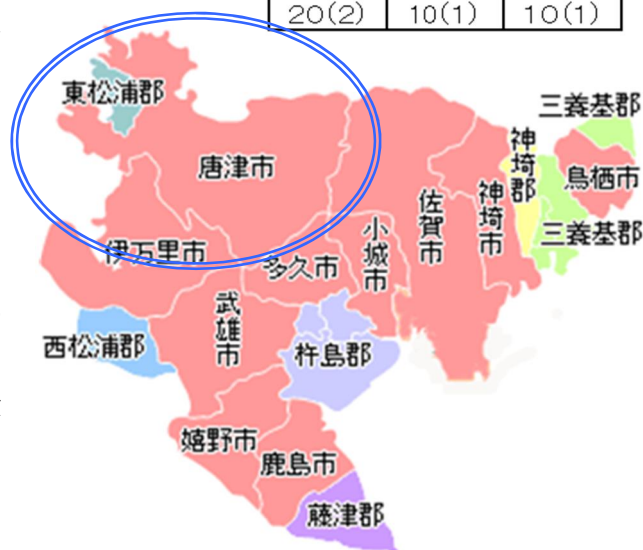 20(2) 10(1) 10(1)
東松浦郡
三養基郡
神埼郡
鳥栖市
唐津市
佐賀市
神埼市
小城市
三養基郡
伊万里市
多久市
武雄市
西松浦郡
杵島郡
嬉野市
鹿島市
藤津郡